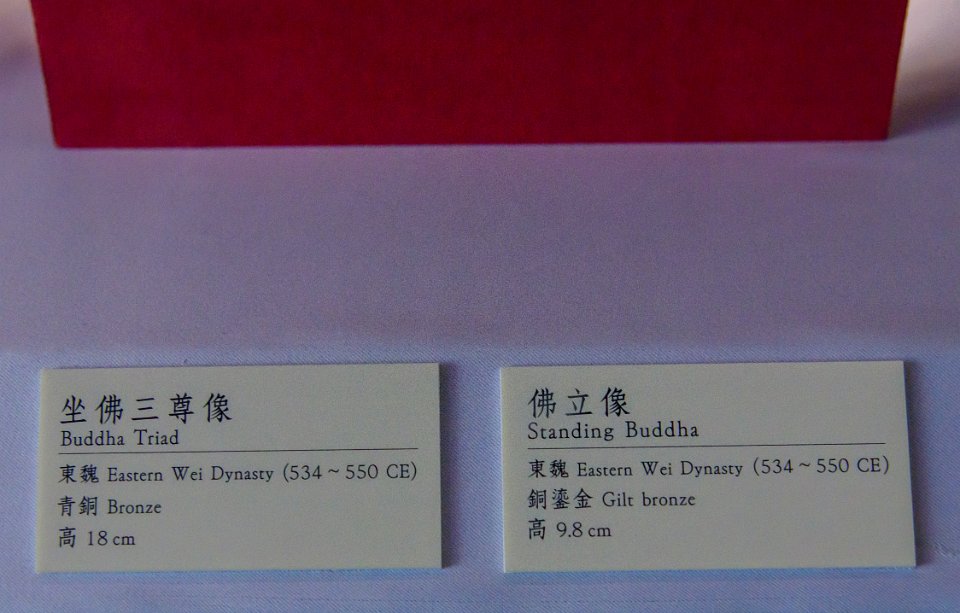 坐佛三尊像
Buddha Triad
東魏 Eastern Wei Dynasty (534~550 CE)
青銅 Bronze
高 18 cm
佛立像
Standing Buddha
東魏 Eastern Wei Dynasty (534~550 CE)
銅鎏金 Gilt bronze
高 9.8 cm